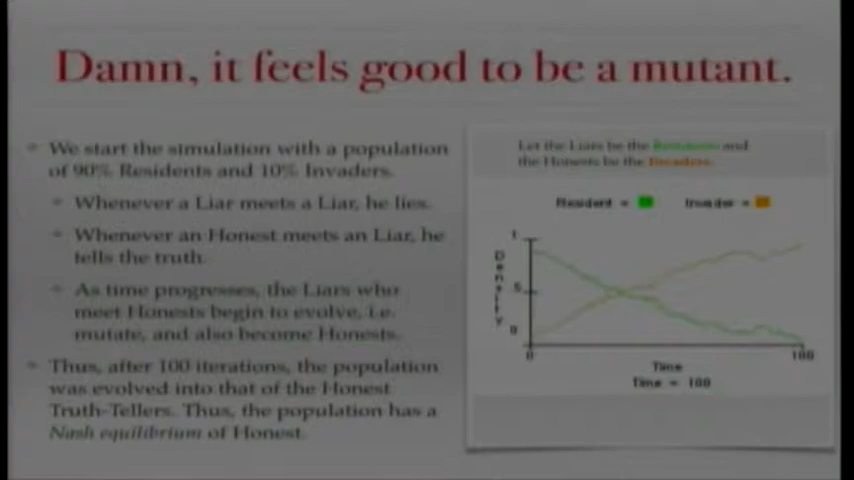 Damn, it feels good to be a mutant.
We start the simulation with a population
of 90% Residents and 10% Invaders.
Whenever a Liar meets a Liar, he lies.
Whenever an Honest meets an Liar, he
tells the truth.
As time progresses, the Liars who
meet Honests begin to evolve, i.e.
mutate, and also become Honests.
Thus, after 100 iterations, the population
was evolved into that of the Honest
Truth-Tellers. Thus, the population has a
Nash equilibrium of Honest.
Let the Liars be the Residents and
the Honests be the Invaders.
Resident = Invader =
1
Density
.5
0
0 100
Time
Time = 100